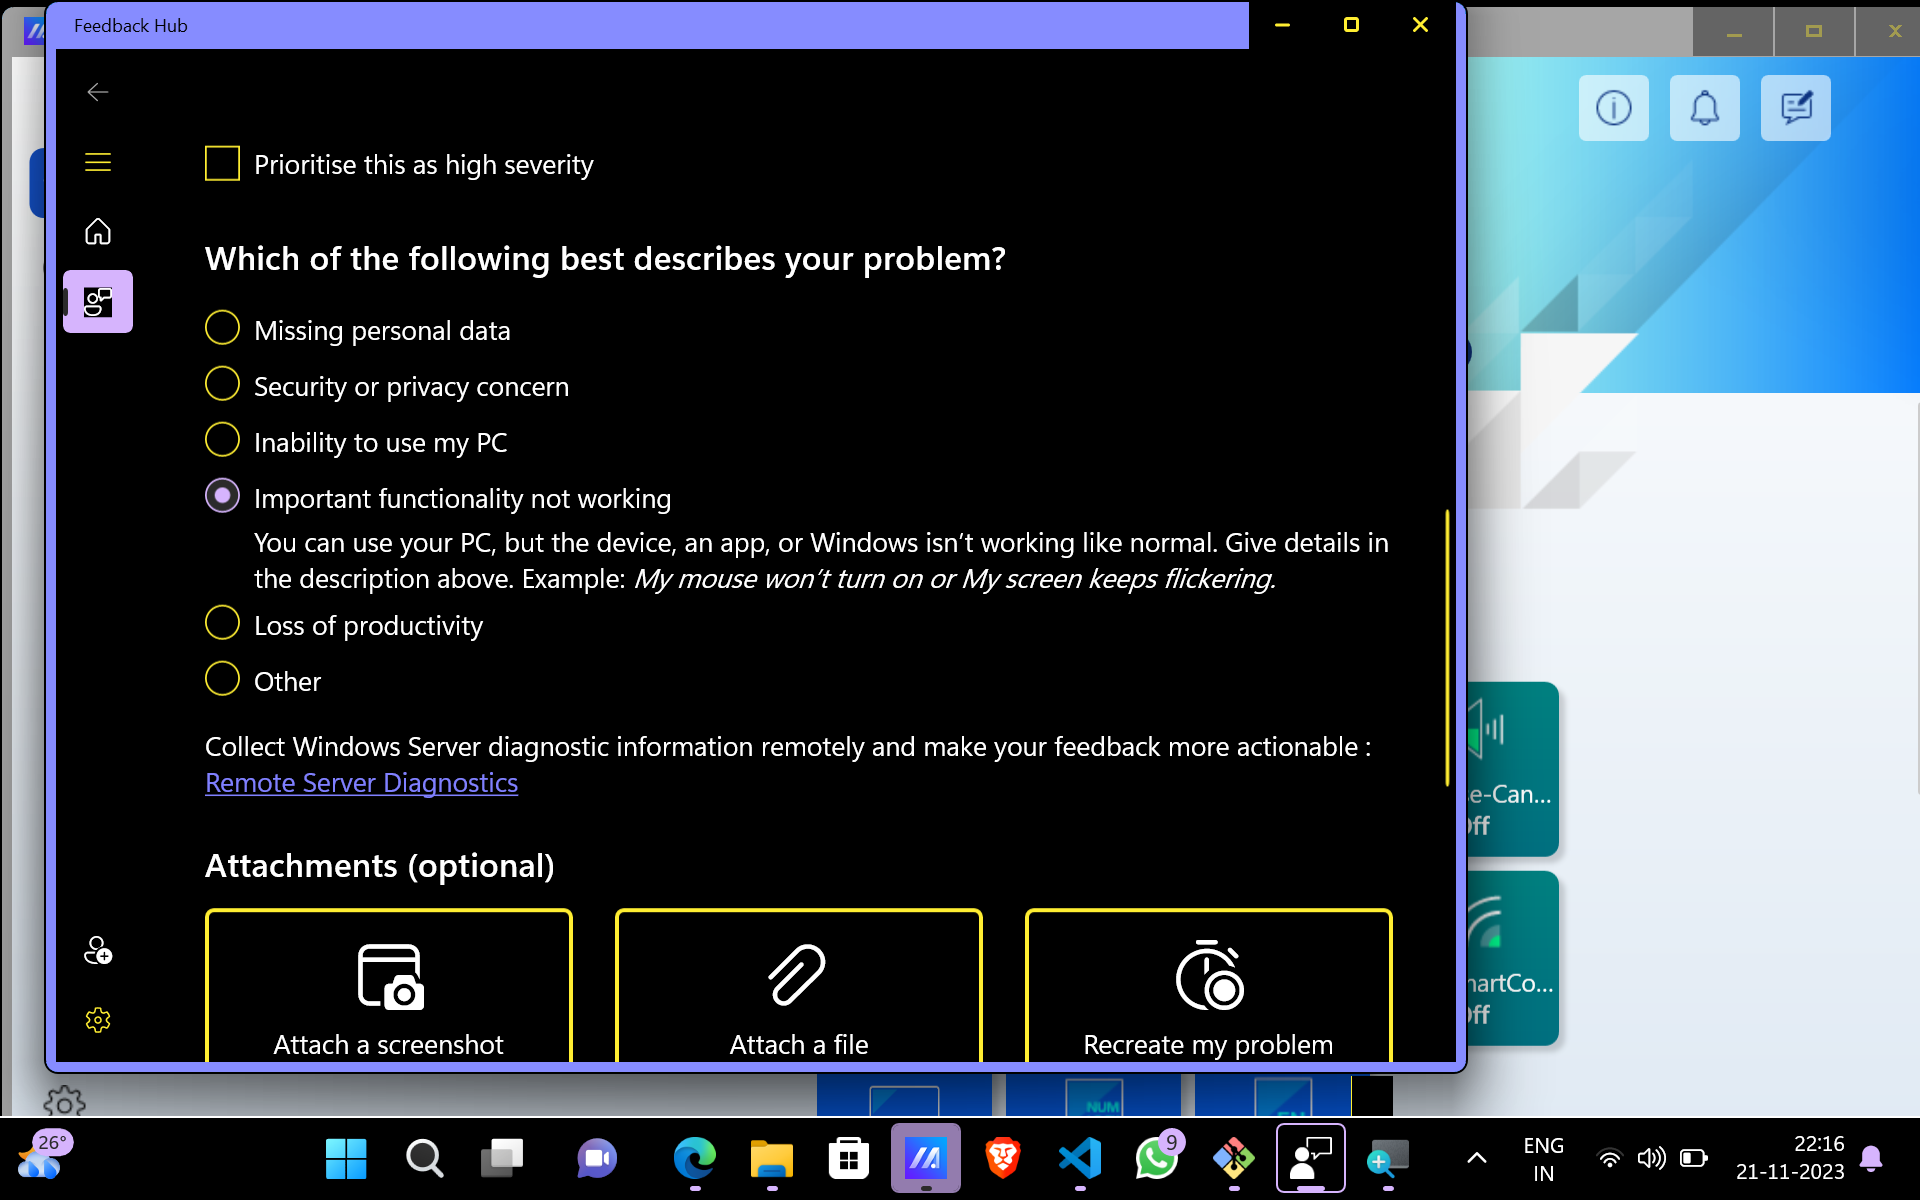 Feedback Hub
Prioritise this as high severity
Which of the following best describes your problem?
Missing personal data
Security or privacy concern
Inability to use my PC
Important functionality not working
You can use your PC, but the device, an app, or Windows isn't working like normal. Give details in
the description above. Example: My mouse won't turn on or My screen keeps flickering.
Loss of productivity
Other
Collect Windows Server diagnostic information remotely and make your feedback more actionable :
Remote Server Diagnostics
Attachments (optional)
Attach a screenshot
Attach a file
Recreate my problem
e-Can...
ff
artCo...
ff
NUM
26°
9
ENG
IN
22:16
21-11-2023